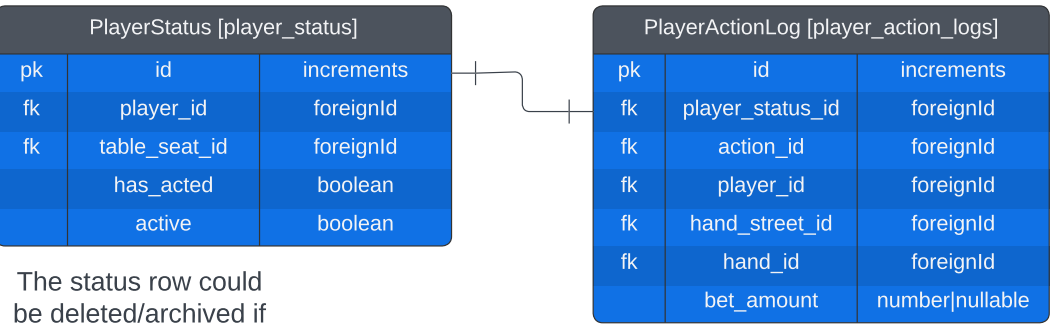 PlayerStatus [player_status]
pk id increments
fk player_id foreignId
fk table_seat_id foreignId
has_acted boolean
active boolean
The status row could
be deleted/archived if
PlayerActionLog [player_action_logs]
pk id increments
fk player_status_id foreignId
fk action_id foreignId
fk player_id foreignId
fk hand_street_id foreignId
fk hand_id foreignId
bet_amount number|nullable